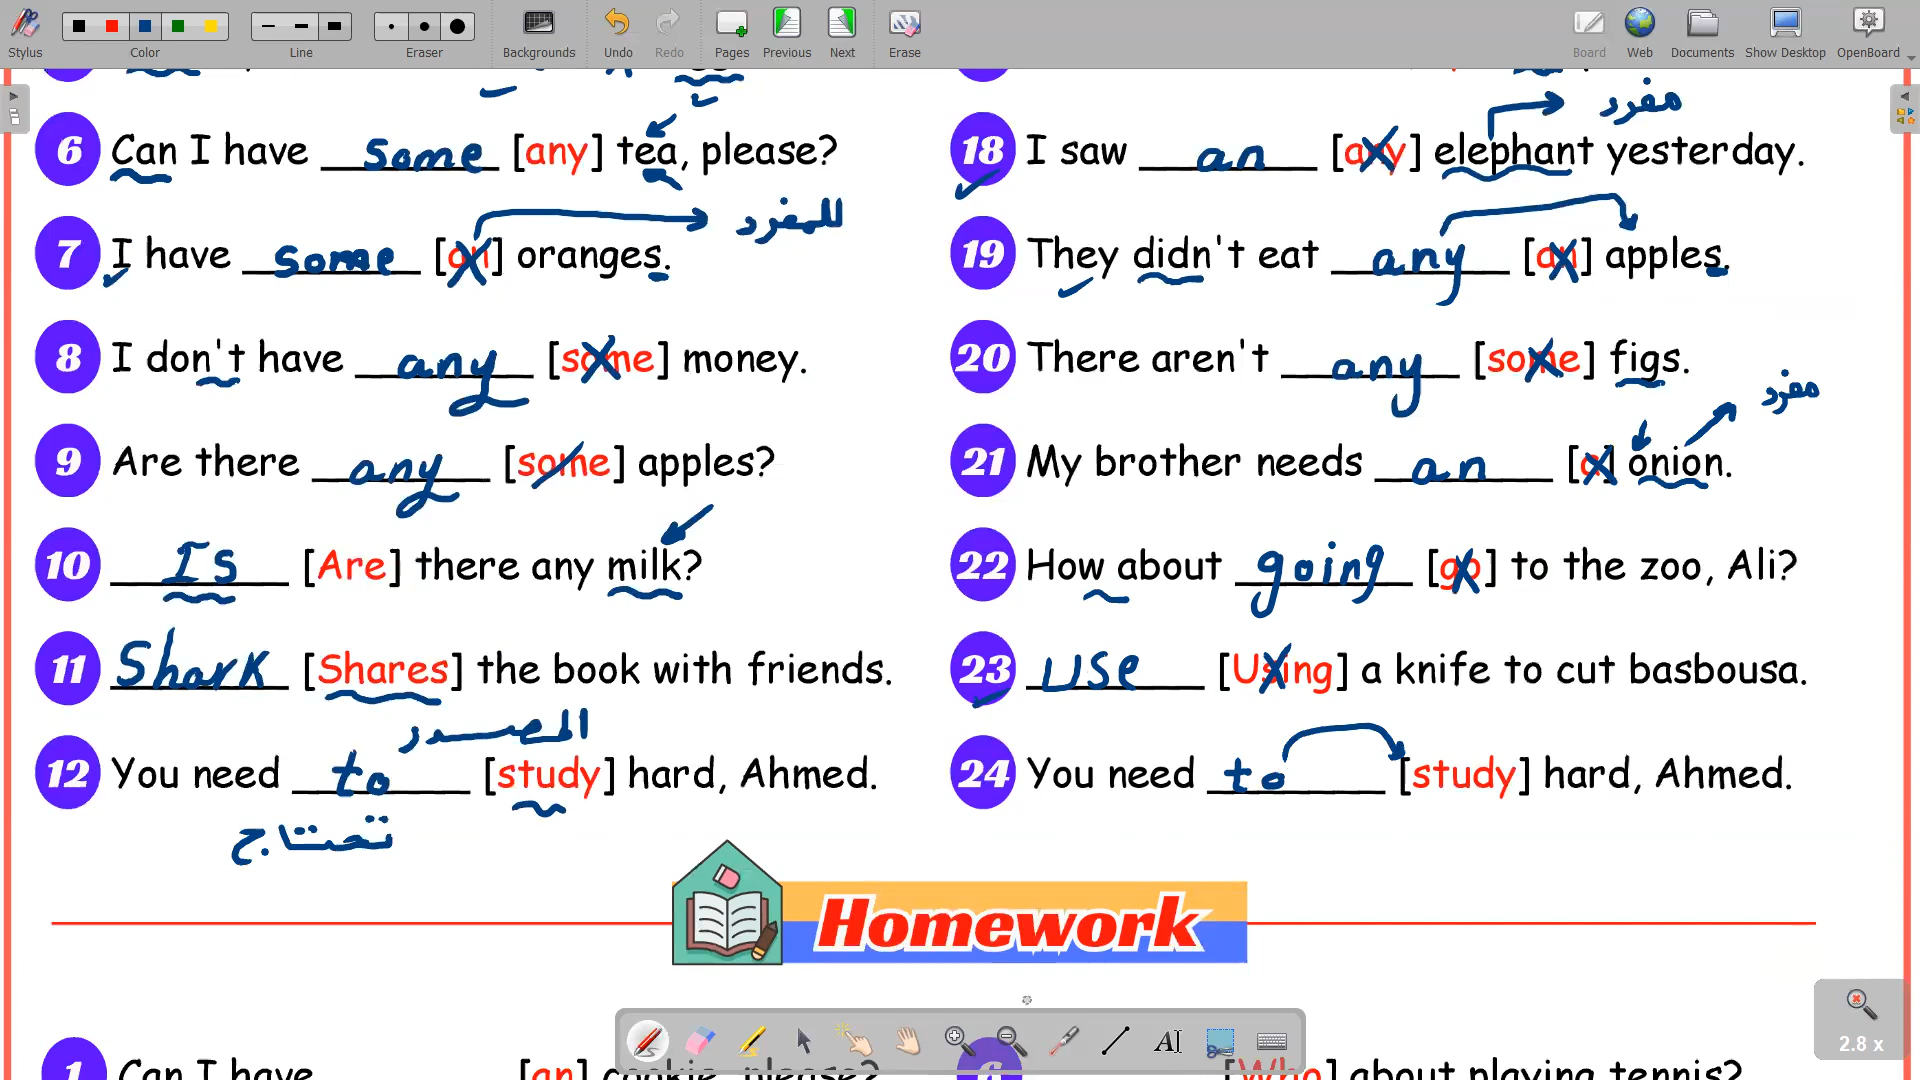 Stylus Color Line Eraser Backgrounds Undo Redo Pages Previous Next Erase Board Web Documents Show Desktop OpenBoard
6 Can I have some [any] tea, please?
7 I have some [an] oranges.
للمفرد
8 I don't have any [some] money.
9 Are there any [some] apples?
10 Is [Are] there any milk?
11 Shark [Shares] the book with friends.
المصدر
12 You need to [study] hard, Ahmed.
تحتاج
مفرد
18 I saw an [any] elephant yesterday.
19 They didn't eat any [an] apples.
20 There aren't any [some] figs.
مفرد
21 My brother needs an [a] onion.
22 How about going [go] to the zoo, Ali?
23 use [Using] a knife to cut basbousa.
24 You need to [study] hard, Ahmed.
Homework
2.8 x
1 Can I have [an] cookie, please?
6 [Who] about playing tennis?